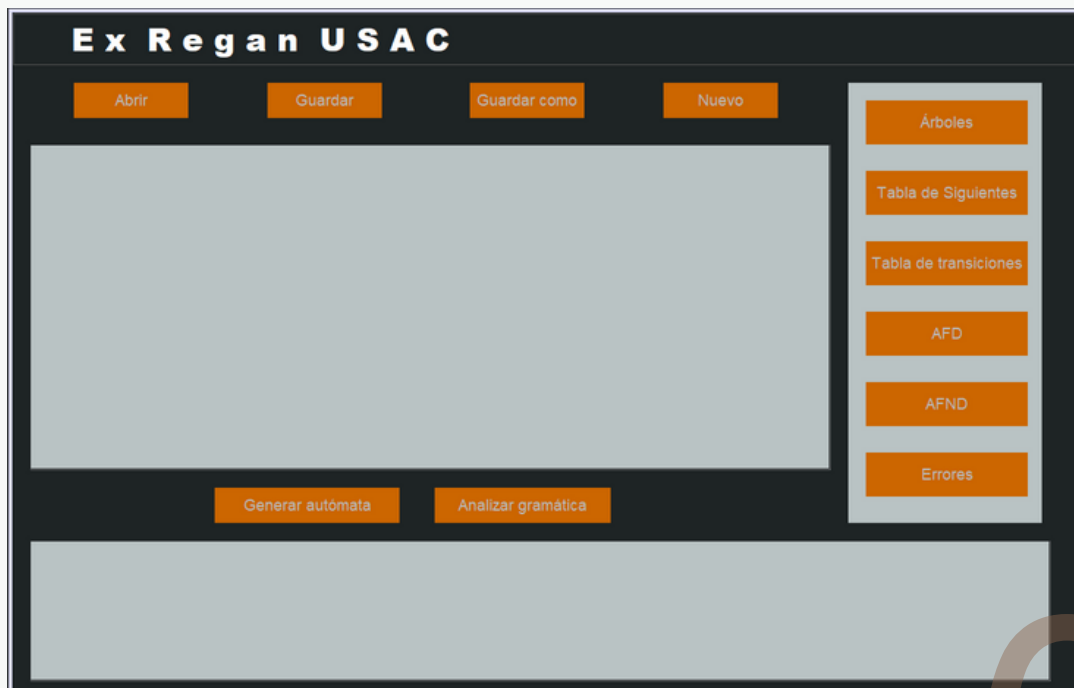 Ex Regan USAC
Abrir
Guardar
Guardar como
Nuevo
Árboles
Tabla de Siguientes
Tabla de transiciones
AFD
AFND
Errores
Generar autómata
Analizar gramática